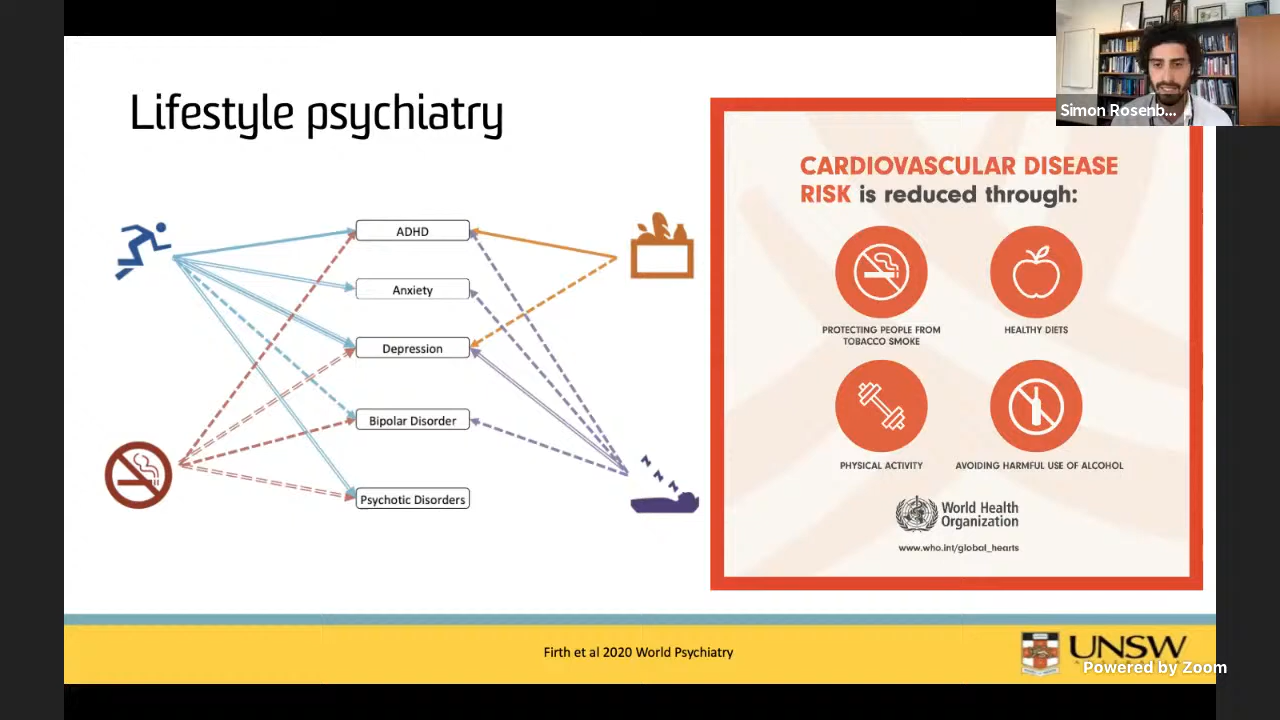 Lifestyle psychiatry
Simon Rosenb...
ADHD
Anxiety
Depression
Bipolar Disorder
Psychotic Disorders
CARDIOVASCULAR DISEASE
RISK is reduced through:
PROTECTING PEOPLE FROM
TOBACCO SMOKE
HEALTHY DIETS
PHYSICAL ACTIVITY
AVOIDING HARMFUL USE OF ALCOHOL
World Health
Organization
www.who.int/global_hearts
Firth et al 2020 World Psychiatry
UNSW
Powered by Zoom